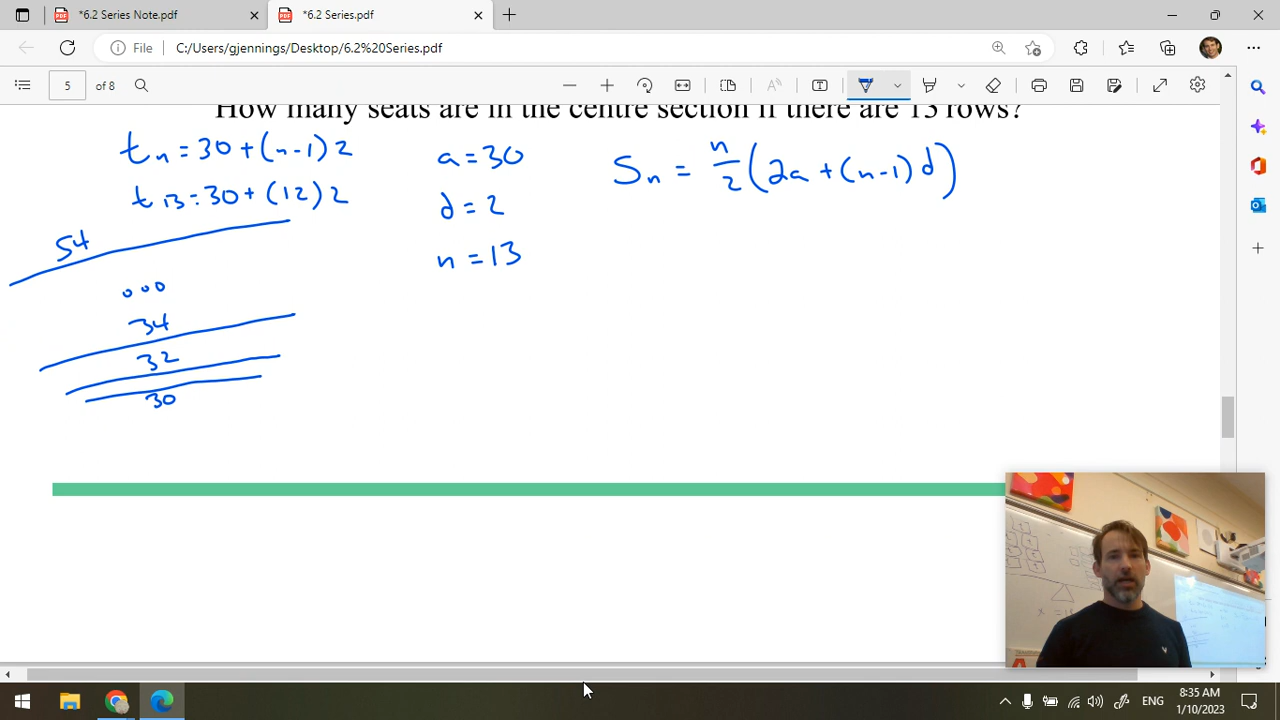 *6.2 Series Note.pdf
*6.2 Series.pdf
File
C:/Users/gjennings/Desktop/6.2%20Series.pdf
5 of 8
How many seats are in the centre section if there are 13 rows?
tn = 30 + (n-1) 2
t13 = 30 + (12) 2
54
ooo
34
32
30
a = 30
d = 2
n = 13
Sn = n/2 (2a + (n-1) d)
ENG
8:35 AM
1/10/2023